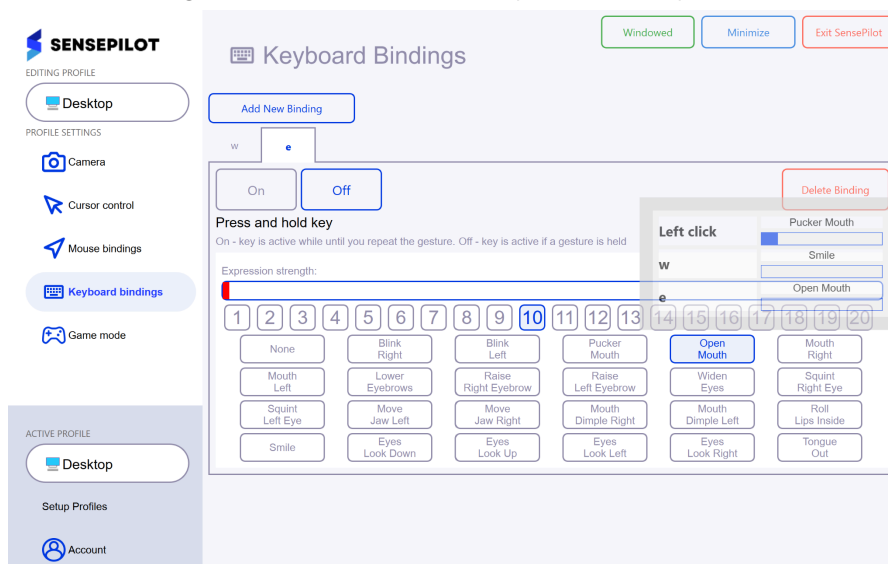 SENSEPILOT
EDITING PROFILE
Desktop
PROFILE SETTINGS
Camera
Cursor control
Mouse bindings
Keyboard bindings
Game mode
ACTIVE PROFILE
Desktop
Setup Profiles
Account
Windowed
Minimize
Exit SensePilot
Keyboard Bindings
Add New Binding
w
e
On
Off
Delete Binding
Press and hold key
On - key is active while until you repeat the gesture. Off - key is active if a gesture is held
Left click
Pucker Mouth
w
Smile
e
Open Mouth
Expression strength:
1 2 3 4 5 6 7 8 9 10 11 12 13 14 15 16 17 18 19 20
None
Blink
Right
Blink
Left
Pucker
Mouth
Open
Mouth
Mouth
Right
Mouth
Left
Lower
Eyebrows
Raise
Right Eyebrow
Raise
Left Eyebrow
Widen
Eyes
Squint
Right Eye
Squint
Left Eye
Move
Jaw Left
Move
Jaw Right
Mouth
Dimple Right
Mouth
Dimple Left
Roll
Lips Inside
Smile
Eyes
Look Down
Eyes
Look Up
Eyes
Look Left
Eyes
Look Right
Tongue
Out